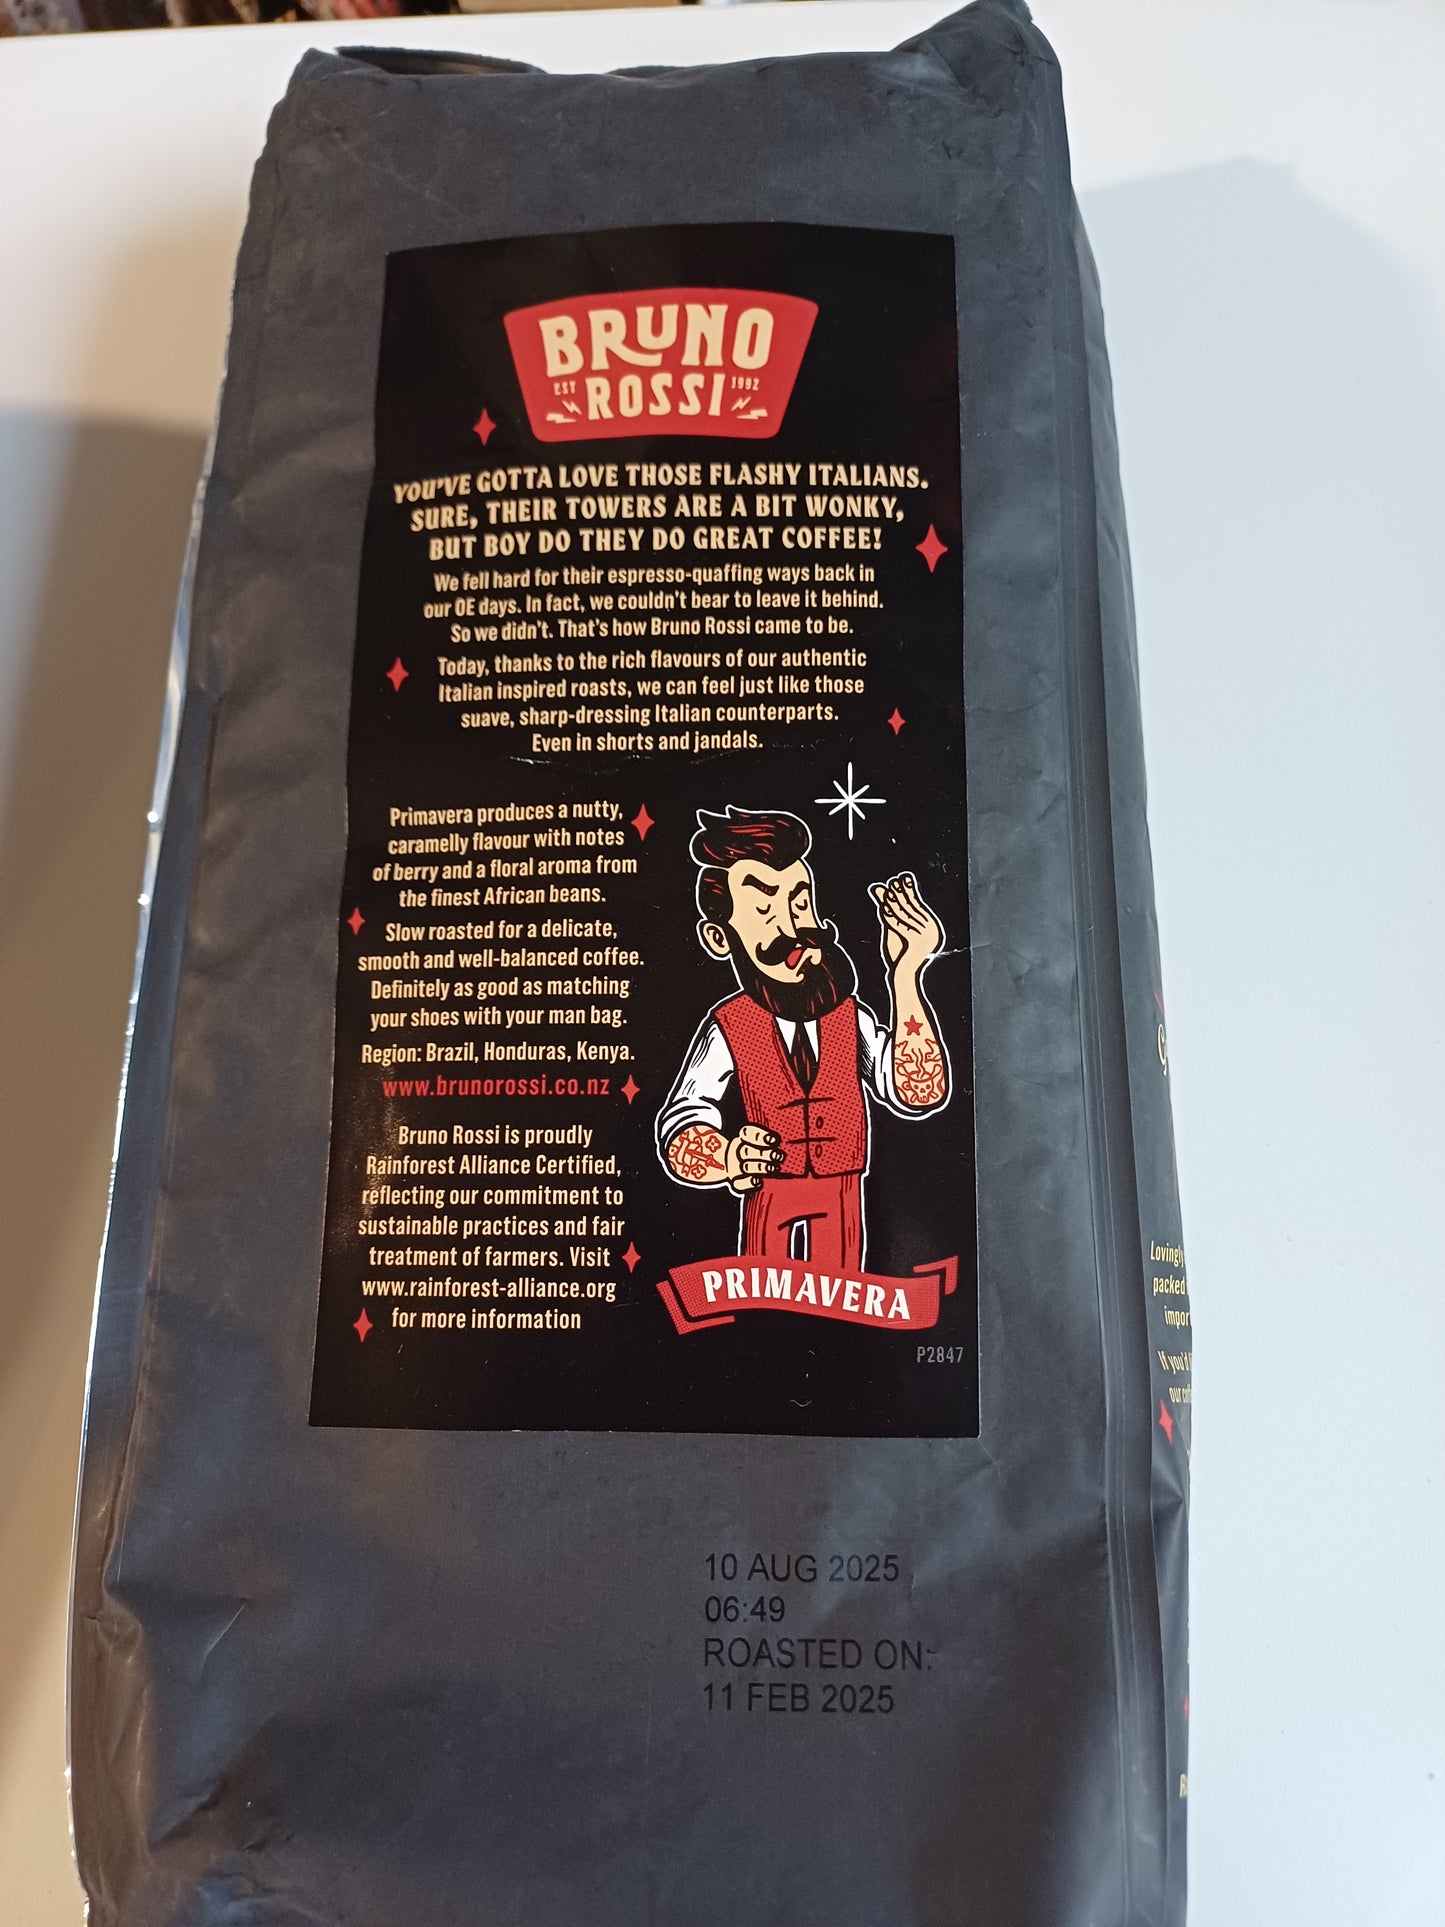 BRUNO
EST ROSSI 1992
YOU'VE GOTTA LOVE THOSE FLASHY ITALIANS.
SURE, THEIR TOWERS ARE A BIT WONKY,
BUT BOY DO THEY DO GREAT COFFEE!
We fell hard for their espresso-quaffing ways back in
our OE days. In fact, we couldn't bear to leave it behind.
So we didn't. That's how Bruno Rossi came to be.
Today, thanks to the rich flavours of our authentic
Italian inspired roasts, we can feel just like those
suave, sharp-dressing Italian counterparts.
Even in shorts and jandals.
Primavera produces a nutty,
caramelly flavour with notes
of berry and a floral aroma from
the finest African beans.
Slow roasted for a delicate,
smooth and well-balanced coffee.
Definitely as good as matching
your shoes with your man bag.
Region: Brazil, Honduras, Kenya.
www.brunorossi.co.nz
Bruno Rossi is proudly
Rainforest Alliance Certified,
reflecting our commitment to
sustainable practices and fair
treatment of farmers. Visit
www.rainforest-alliance.org
for more information
PRIMAVERA
P2847
10 AUG 2025
06:49
ROASTED ON:
11 FEB 2025
Lovingly
packed
impor
If you'd
our